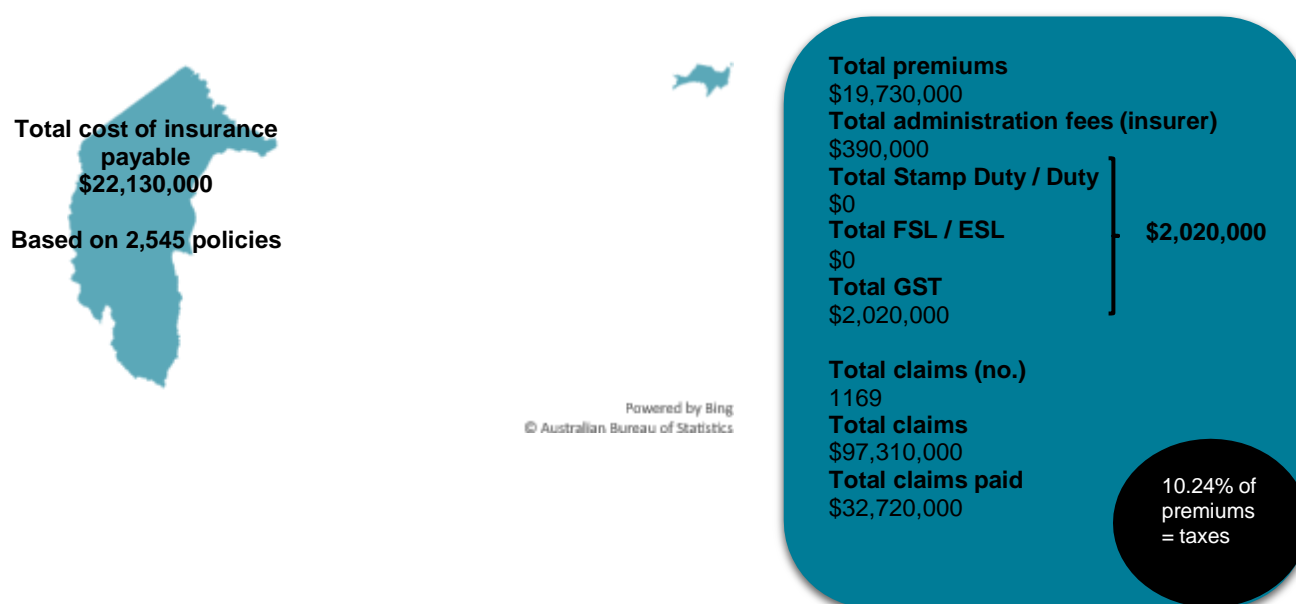 Total cost of insurance
payable
$22,130,000
Based on 2,545 policies
Powered by Bing
© Australian Bureau of Statistics
Total premiums
$19,730,000
Total administration fees (insurer)
$390,000
Total Stamp Duty / Duty
$0
Total FSL / ESL
$0
Total GST
$2,020,000
$2,020,000
Total claims (no.)
1169
Total claims
$97,310,000
Total claims paid
$32,720,000
10.24% of
premiums
= taxes